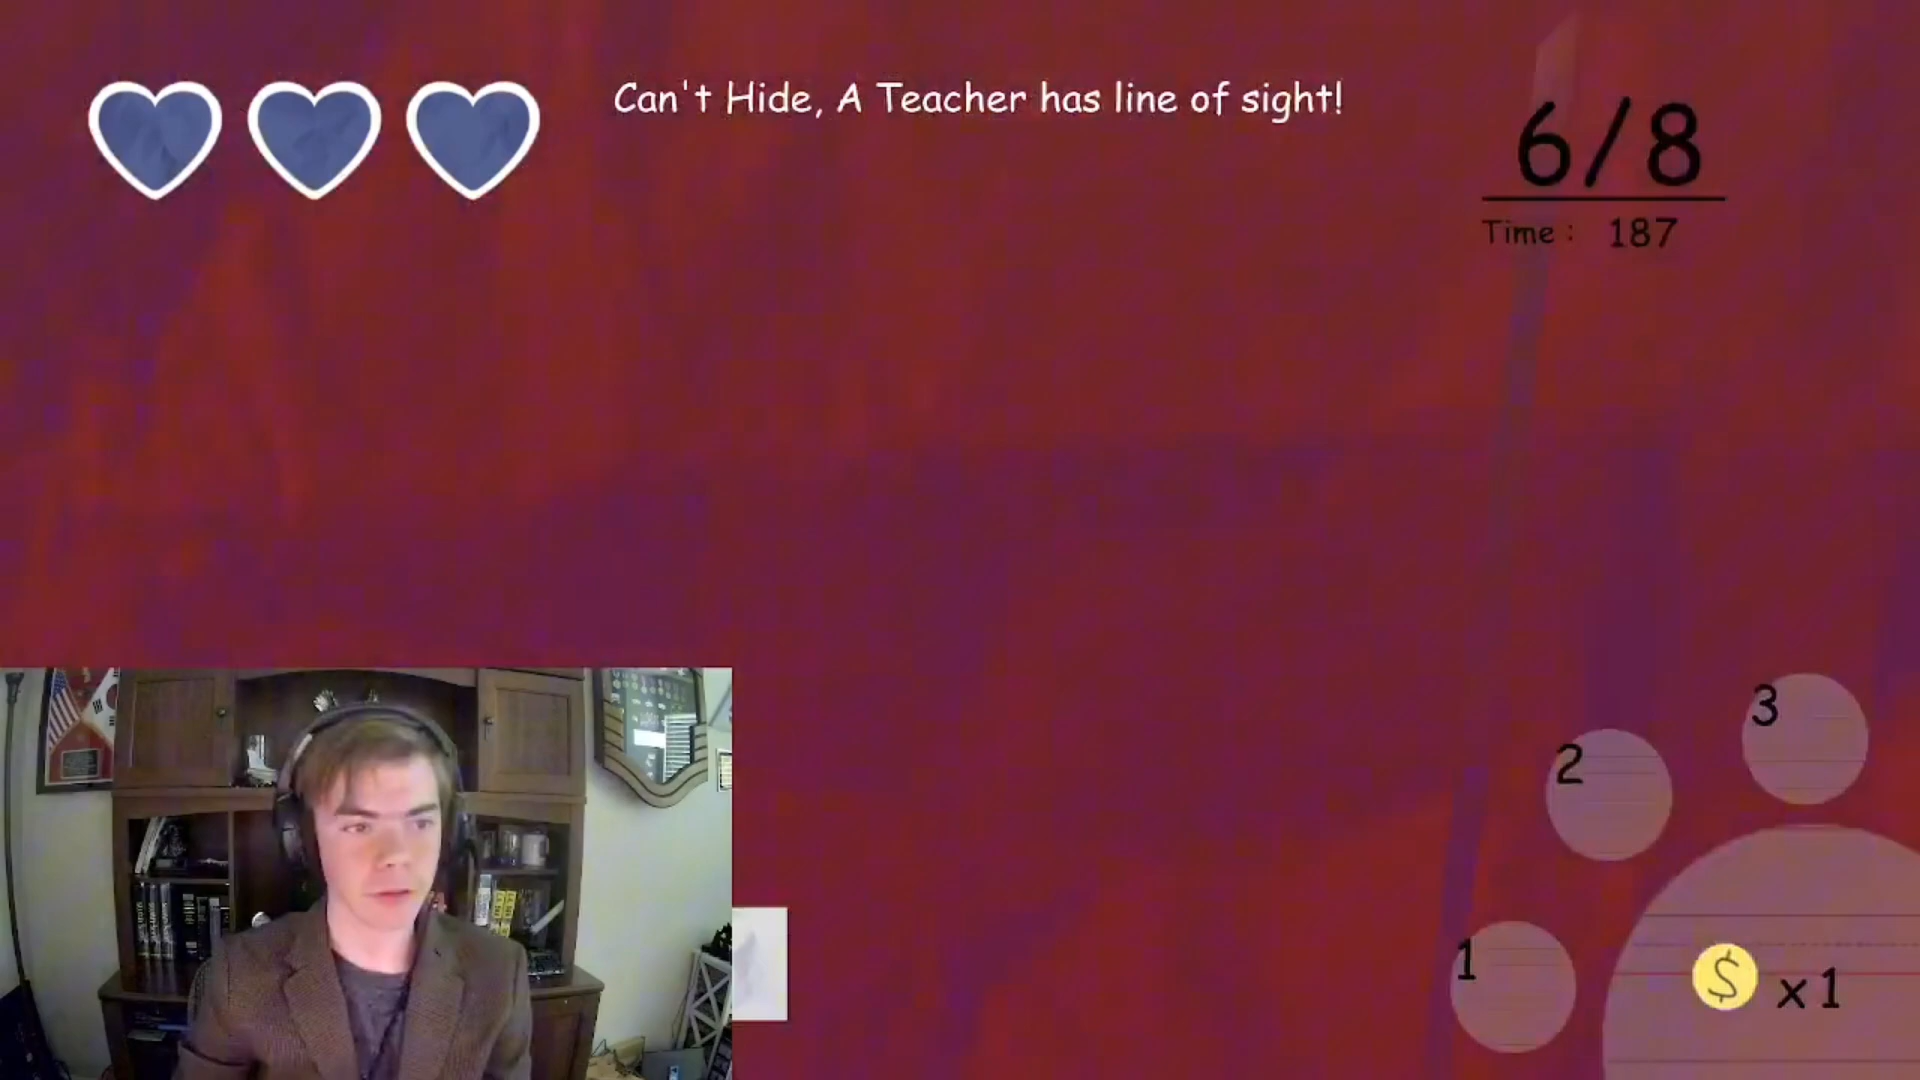 Can't Hide, A Teacher has line of sight!
6/8
Time : 187
3
2
1
$ x1